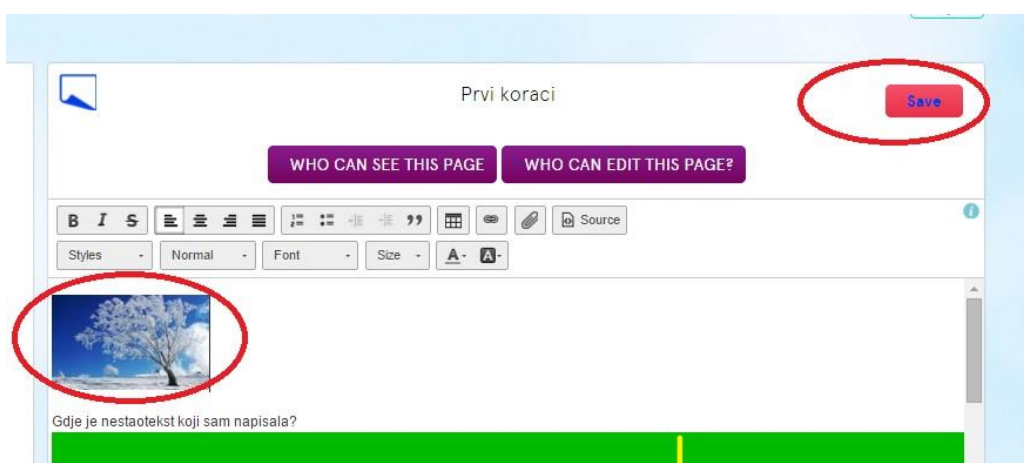 Prvi koraci
Save
WHO CAN SEE THIS PAGE WHO CAN EDIT THIS PAGE?
B I S Source
Styles Normal Font Size A A
Gdje je nestaotekst koji sam napisala?